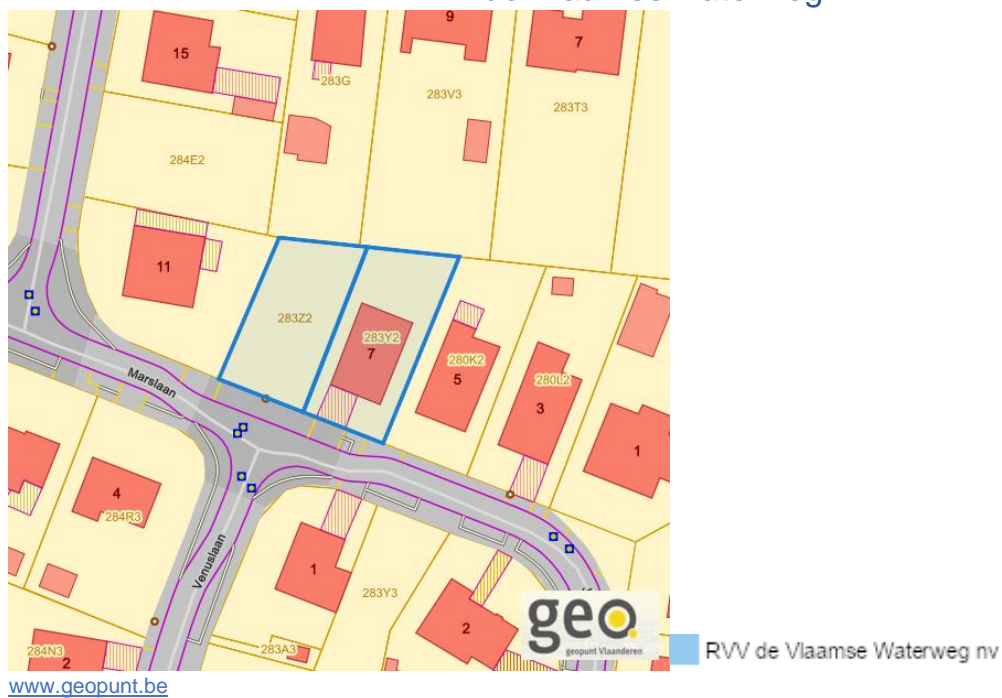 9
7
15
283G
283V3
283T3
284E2
11
283Z2
283Y2
7
280K2
5
280L2
3
1
Marslaan
4
284R3
Venuslaan
1
283Y3
2
283A3
284N3
2
geo
geopunt Vlaanderen
RVV de Vlaamse Waterweg nv
www.geopunt.be